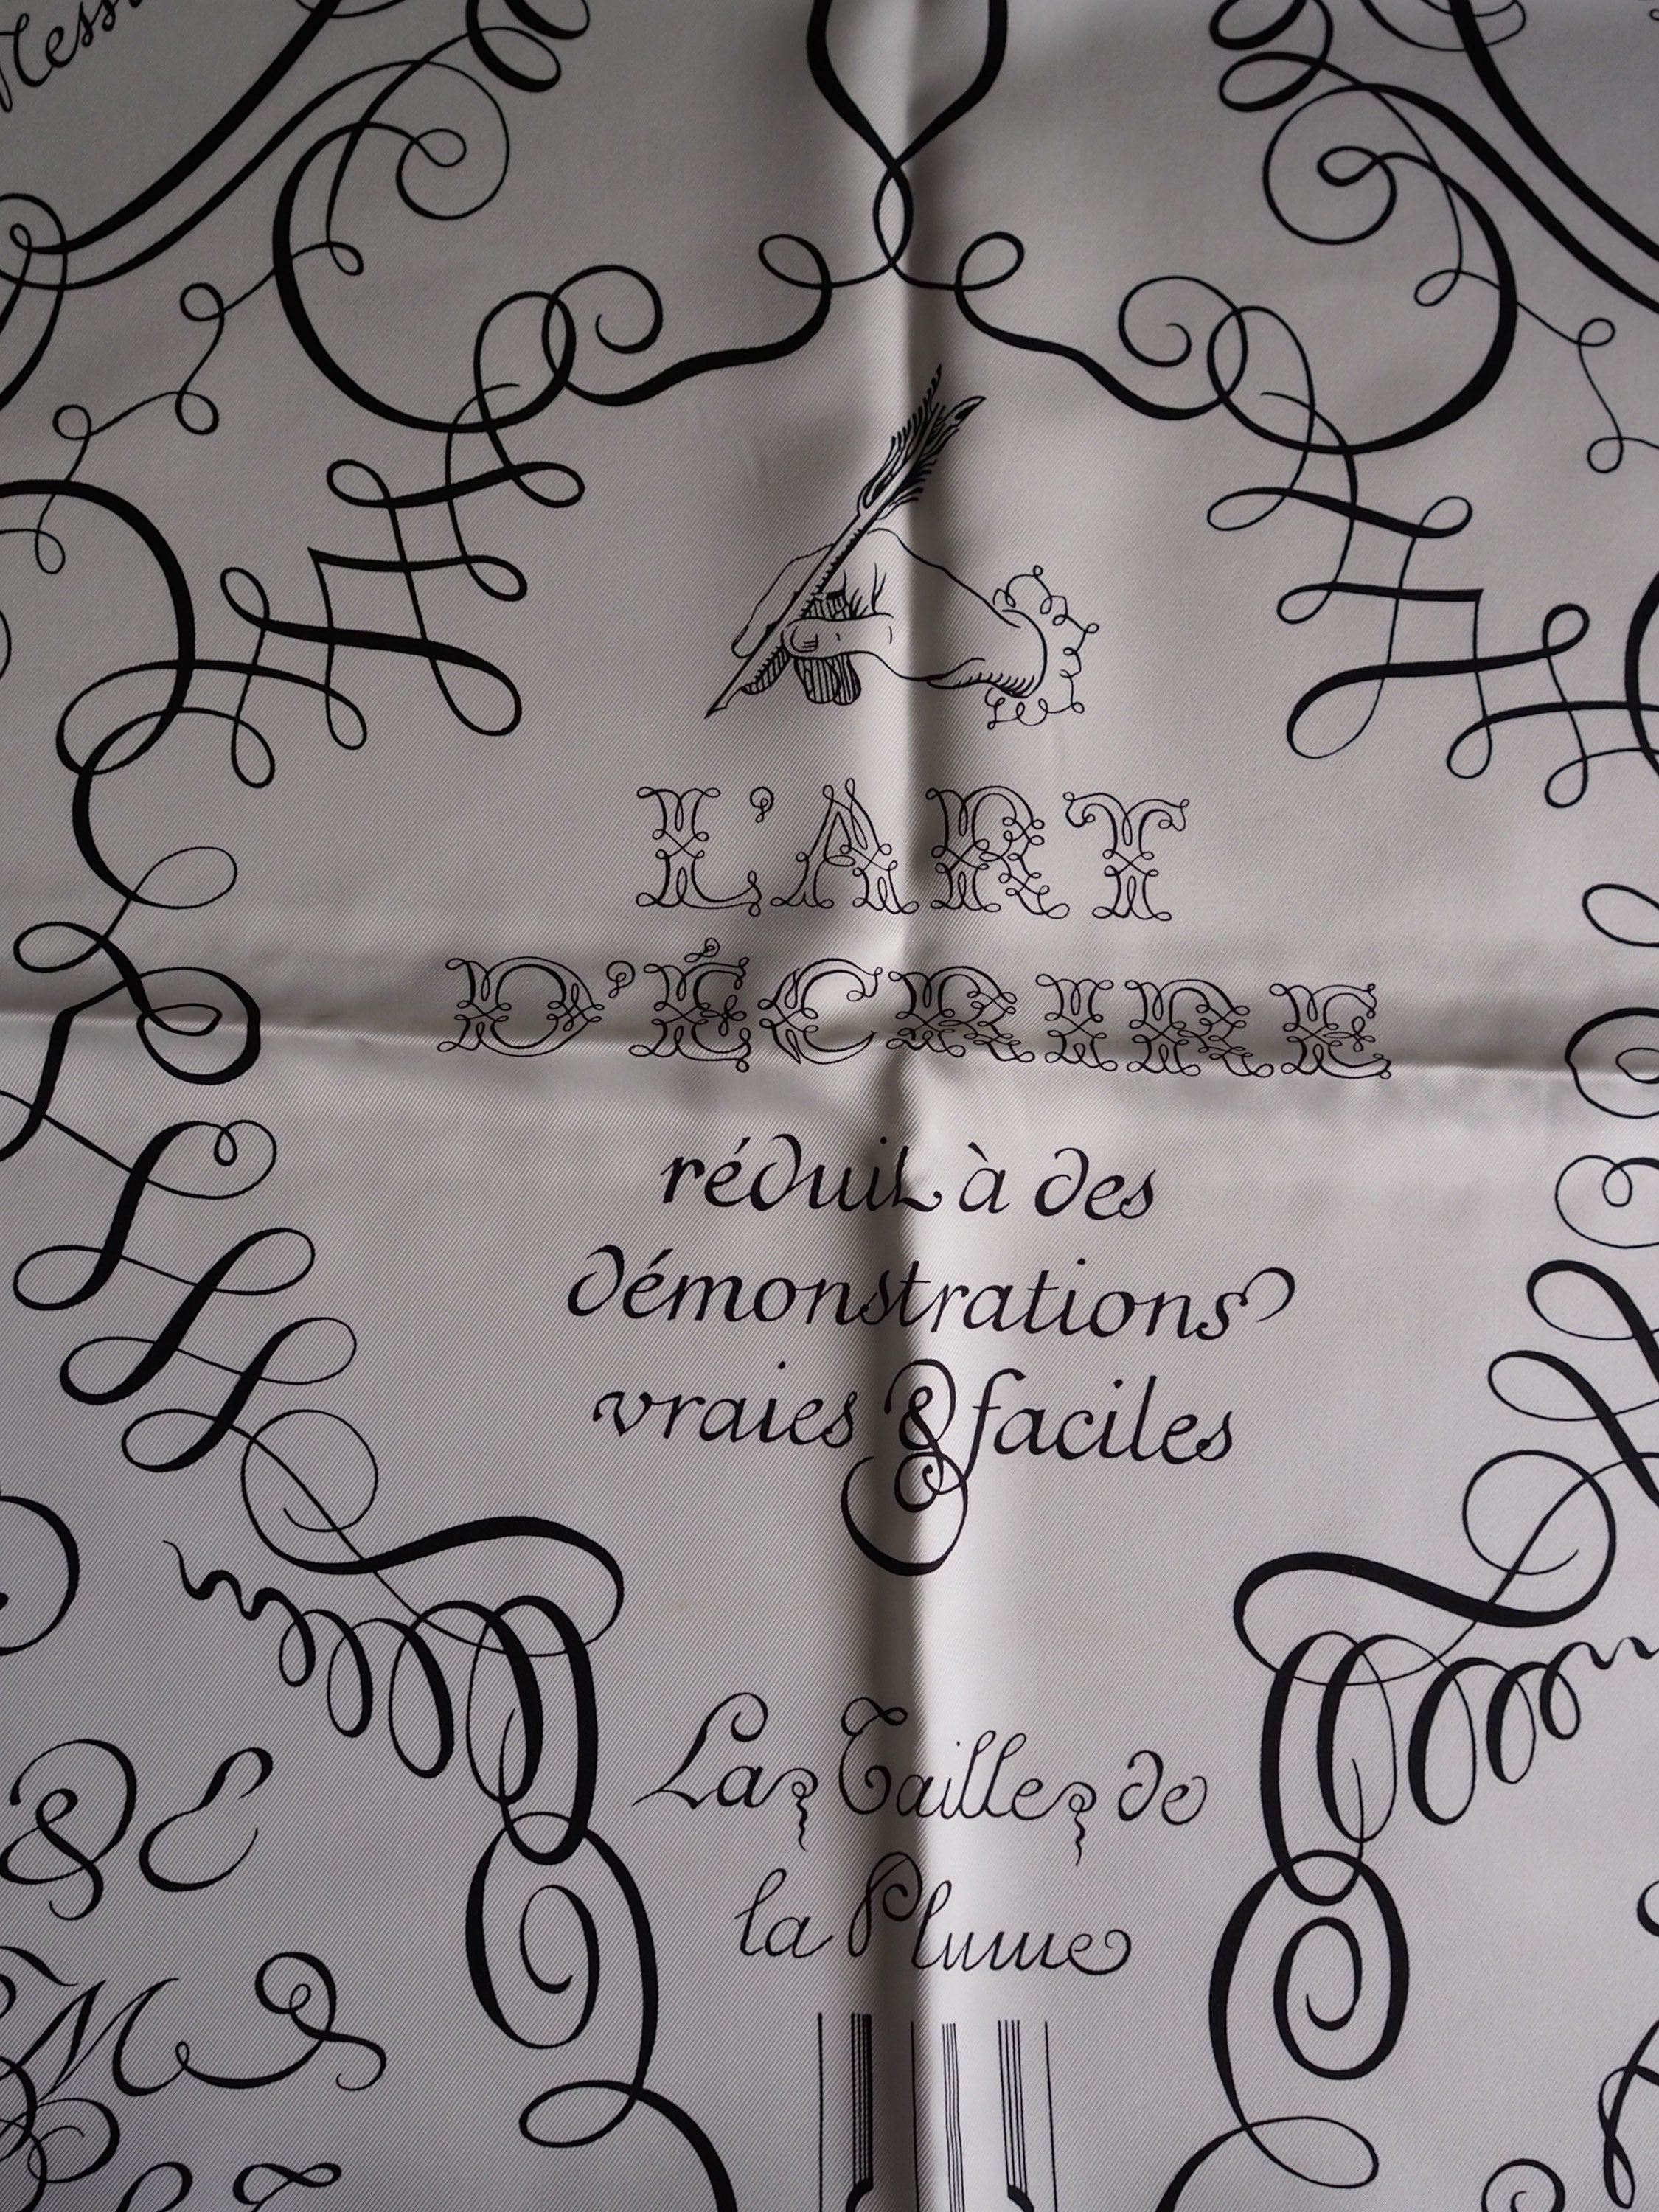 L'ART
D'ÉCRIRE
réduit à des
démonstrations
vraies & faciles
La Taille de
la Plume
& E
M